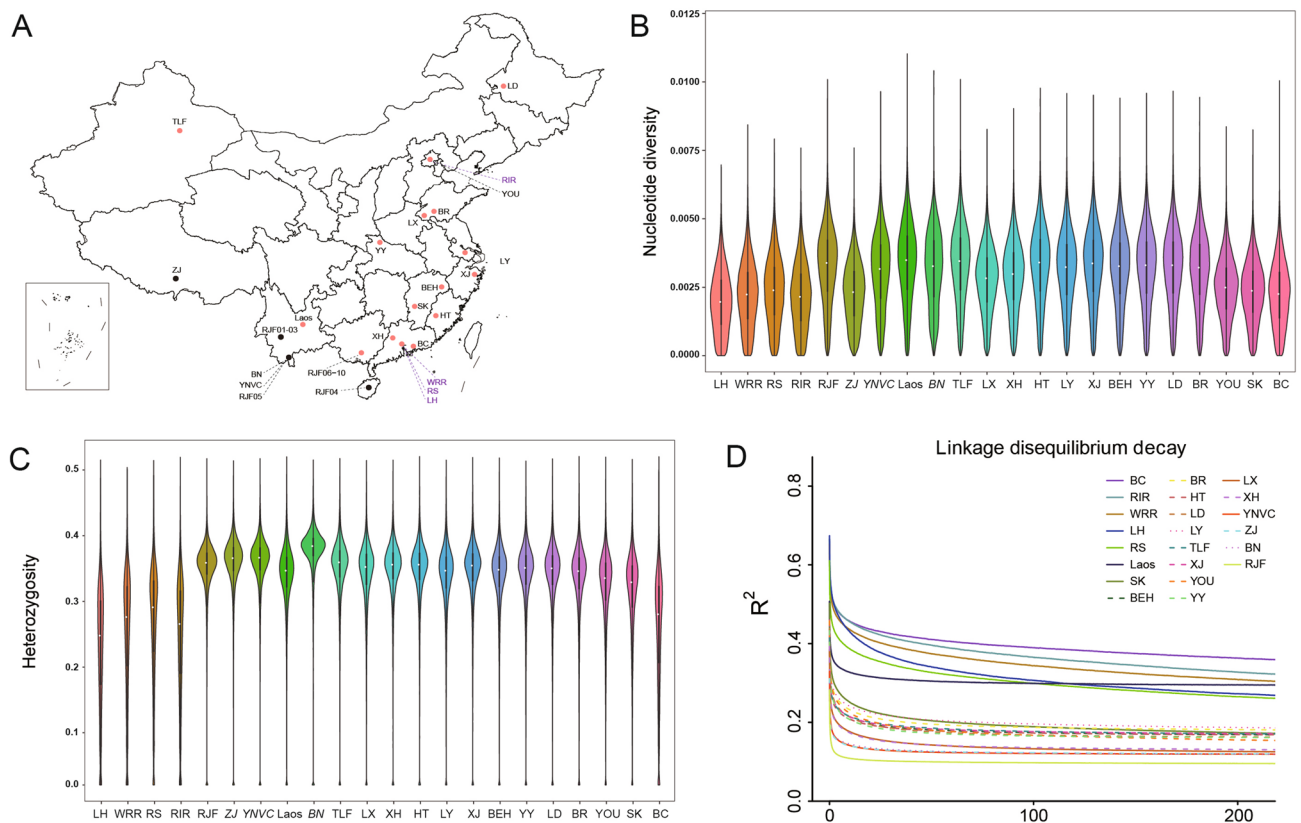 A
LD
TLF
RIR
YOU
BR
LX
YY
LY
ZJ
XJ
BEH
SK
HT
Laos
RJF01-03
XH
BC
BN
YNVC
RJF05
RJF06-10
RJF04
WRR
RS
LH
B
Nucleotide diversity
0.0125
0.0100
0.0075
0.0050
0.0025
0.0000
LH WRR RS RIR RJF ZJ YNVC Laos BN TLF LX XH HT LY XJ BEH YY LD BR YOU SK BC
C
Heterozygosity
0.5
0.4
0.3
0.2
0.1
0.0
LH WRR RS RIR RJF ZJ YNVC Laos BN TLF LX XH HT LY XJ BEH YY LD BR YOU SK BC
D
Linkage disequilibrium decay
R²
0.8
0.6
0.4
0.2
0.0
BC BR LX
RIR HT XH
WRR LD YNVC
LH LY ZJ
RS TLF BN
Laos XJ RJF
SK YOU
BEH YY
0 100 200